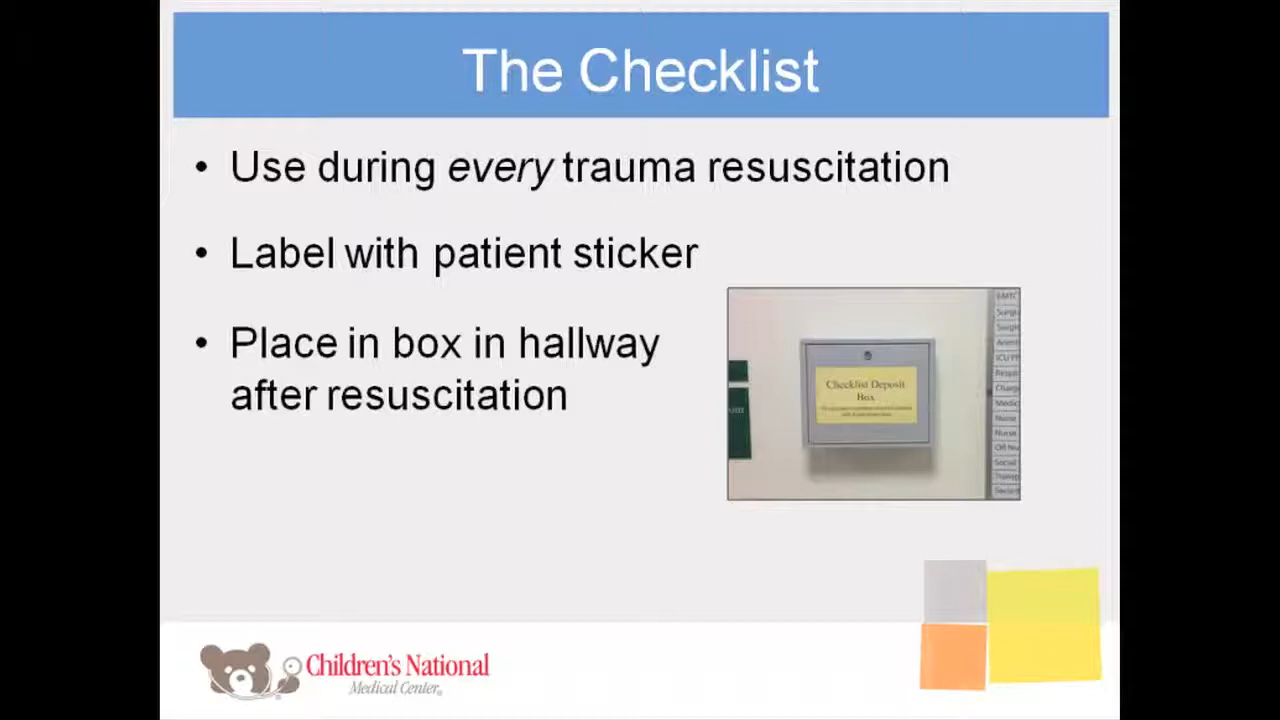 The Checklist
• Use during every trauma resuscitation
• Label with patient sticker
• Place in box in hallway
after resuscitation
Checklist Deposit
Box
Children's National
Medical Center